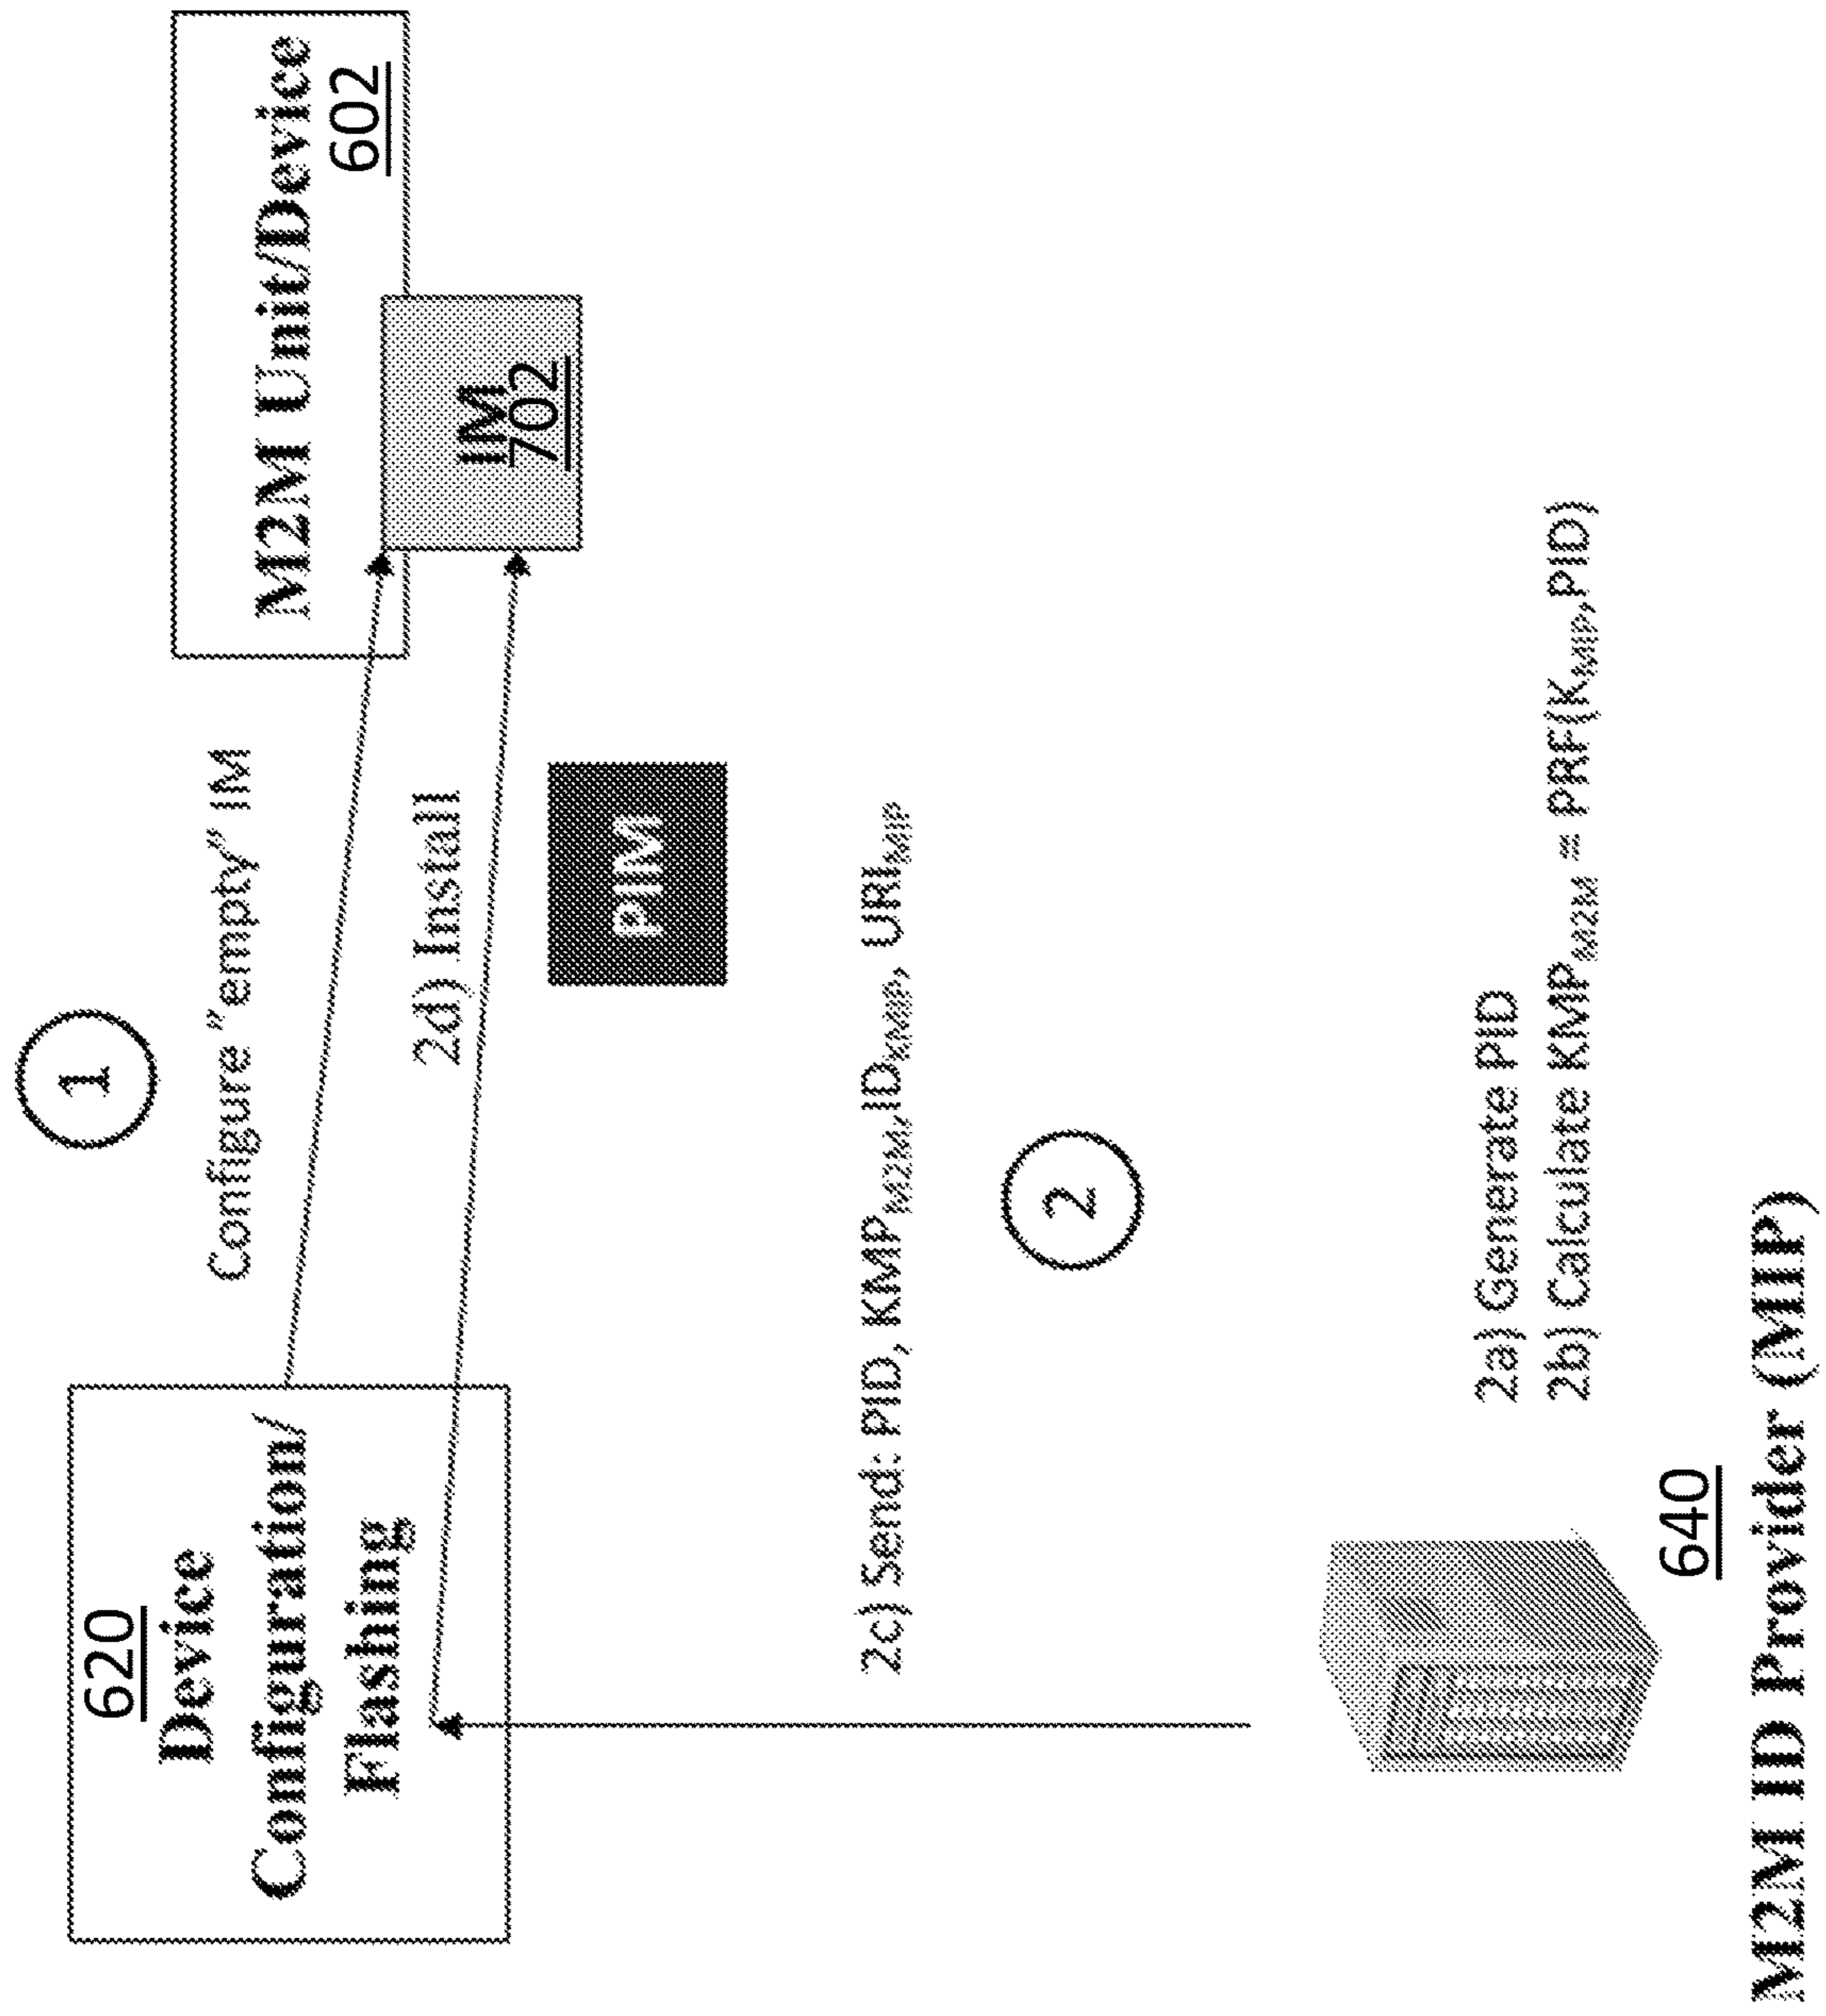 620
Device
Configuration/
Flashing
1
Configure "empty" IM
2d) Install
PIM
M2M Unit/Device
602
IM
702
2c) Send: PID, KMP_M2M, ID_KMIP, URI_MIP
2
2a) Generate PID
2b) Calculate KMP_M2M = PRF(K_MIP,PID)
640
M2M ID Provider (MIP)